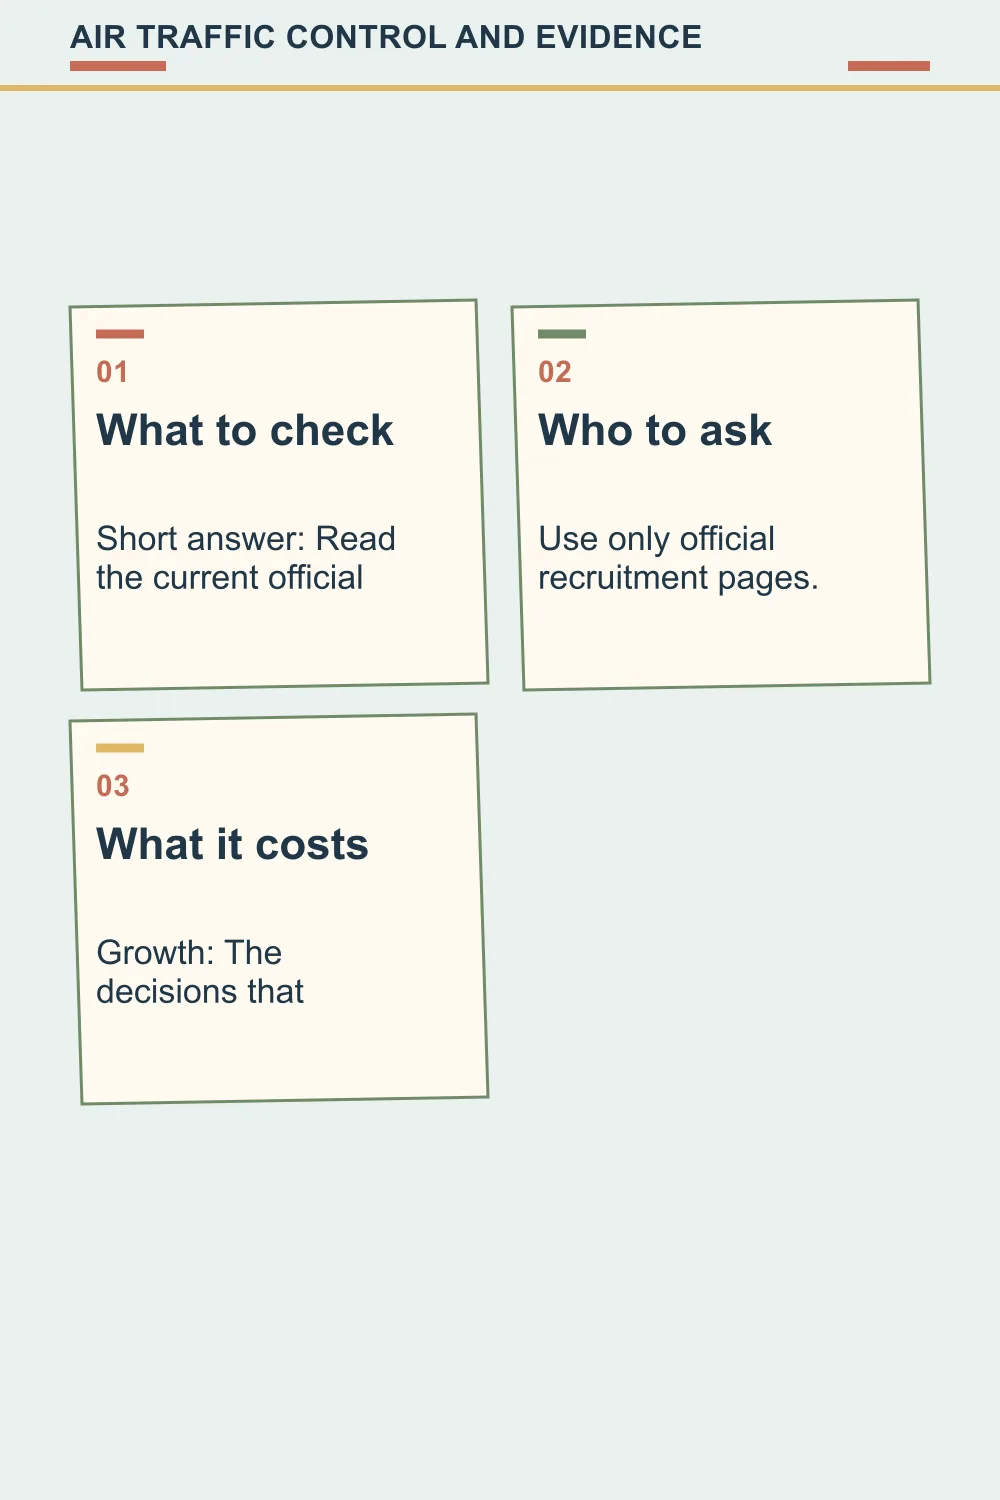 AIR TRAFFIC CONTROL AND EVIDENCE
01
What to check
Short answer: Read
the current official
02
Who to ask
Use only official
recruitment pages.
03
What it costs
Growth: The
decisions that